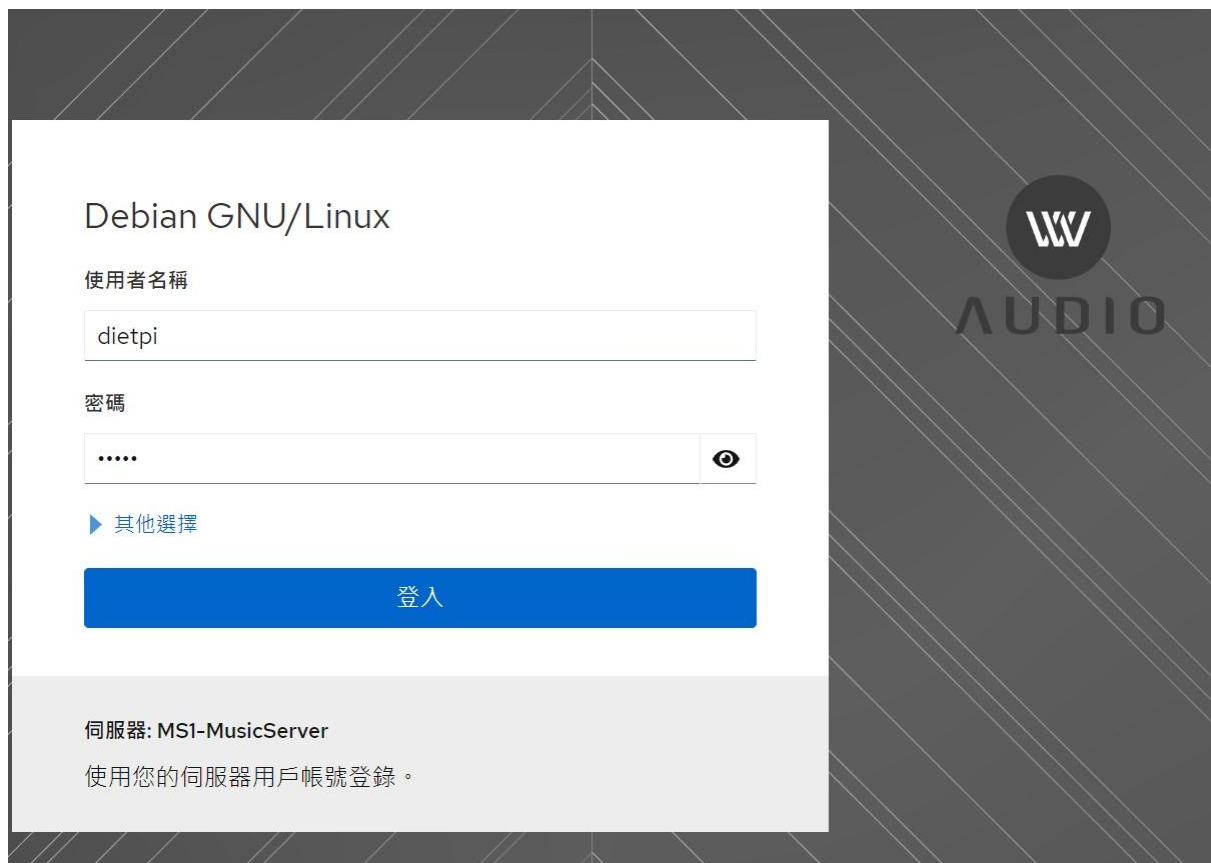 Debian GNU/Linux
使用者名稱
dietpi
密碼
•••••
其他選擇
登入
伺服器: MS1-MusicServer
使用您的伺服器用戶帳號登錄。
W
AUDIO